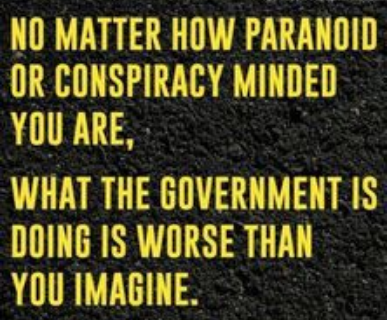 NO MATTER HOW PARANOID
OR CONSPIRACY MINDED
YOU ARE,
WHAT THE GOVERNMENT IS
DOING IS WORSE THAN
YOU IMAGINE.